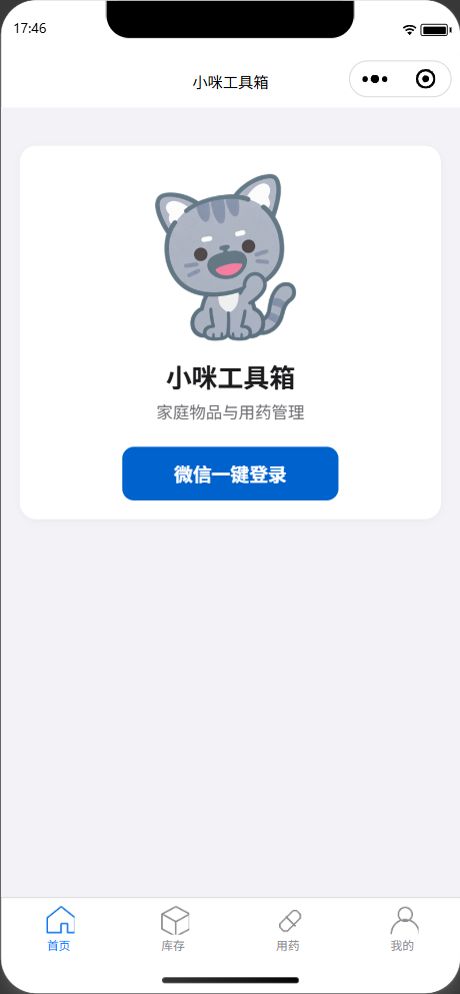 17:46
小咪工具箱
小咪工具箱
家庭物品与用药管理
微信一键登录
首页
库存
用药
我的